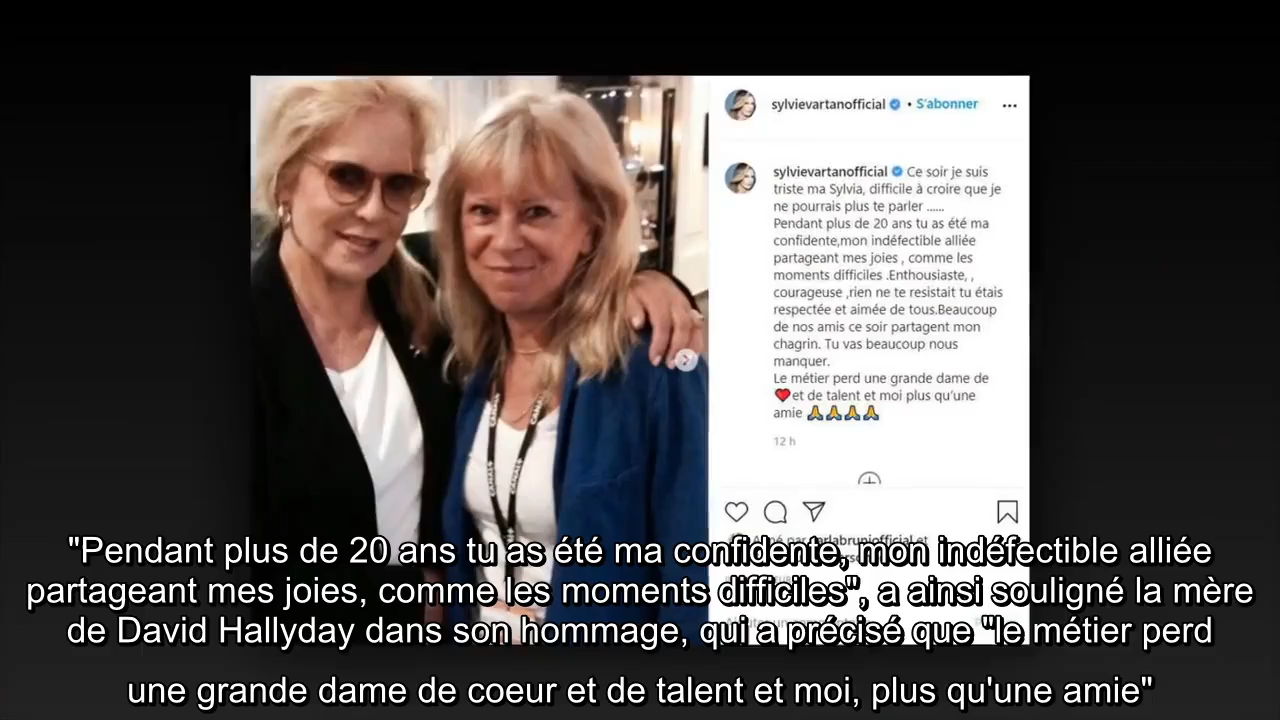 sylvievartanofficial • S'abonner
sylvievartanofficial Ce soir je suis
triste ma Sylvia, difficile à croire que je
ne pourrais plus te parler ......
Pendant plus de 20 ans tu as été ma
confidente,mon indéfectible alliée
partageant mes joies , comme les
moments difficiles .Enthousiaste, ,
courageuse ,rien ne te resistait tu étais
respectée et aimée de tous.Beaucoup
de nos amis ce soir partagent mon
chagrin. Tu vas beaucoup nous
manquer.
Le métier perd une grande dame de
❤️et de talent et moi plus qu'une
amie 🙏🙏🙏🙏
12 h
"Pendant plus de 20 ans tu as été ma confidente, mon indéfectible alliée
partageant mes joies, comme les moments difficiles", a ainsi souligné la mère
de David Hallyday dans son hommage, qui a précisé que "le métier perd
une grande dame de coeur et de talent et moi, plus qu'une amie"